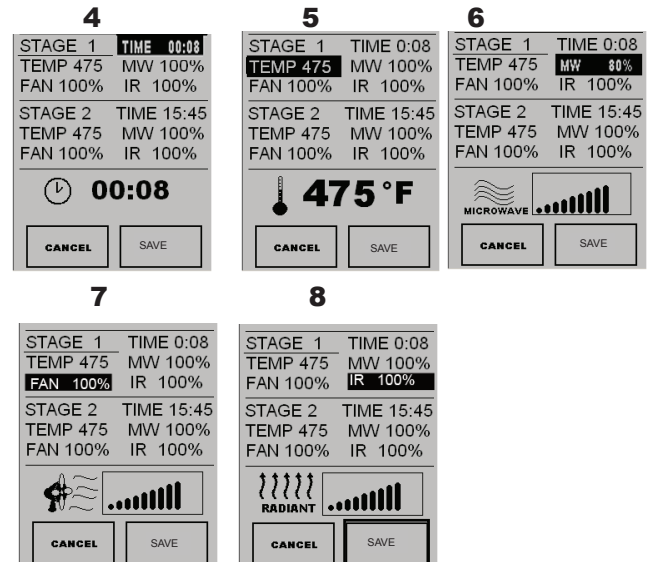 4
STAGE 1 TIME 00:08
TEMP 475 MW 100%
FAN 100% IR 100%
STAGE 2 TIME 15:45
TEMP 475 MW 100%
FAN 100% IR 100%
00:08
CANCEL SAVE
5
STAGE 1 TIME 0:08
TEMP 475 MW 100%
FAN 100% IR 100%
STAGE 2 TIME 15:45
TEMP 475 MW 100%
FAN 100% IR 100%
475°F
CANCEL SAVE
6
STAGE 1 TIME 0:08
TEMP 475 MW 80%
FAN 100% IR 100%
STAGE 2 TIME 15:45
TEMP 475 MW 100%
FAN 100% IR 100%
MICROWAVE
CANCEL SAVE
7
STAGE 1 TIME 0:08
TEMP 475 MW 100%
FAN 100% IR 100%
STAGE 2 TIME 15:45
TEMP 475 MW 100%
FAN 100% IR 100%
CANCEL SAVE
8
STAGE 1 TIME 0:08
TEMP 475 MW 100%
FAN 100% IR 100%
STAGE 2 TIME 15:45
TEMP 475 MW 100%
FAN 100% IR 100%
RADIANT
CANCEL SAVE